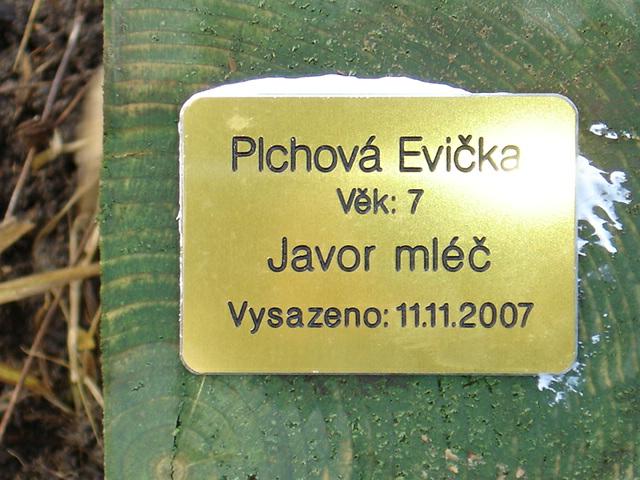 Plchová Evička
Věk: 7
Javor mléč
Vysazeno: 11.11.2007